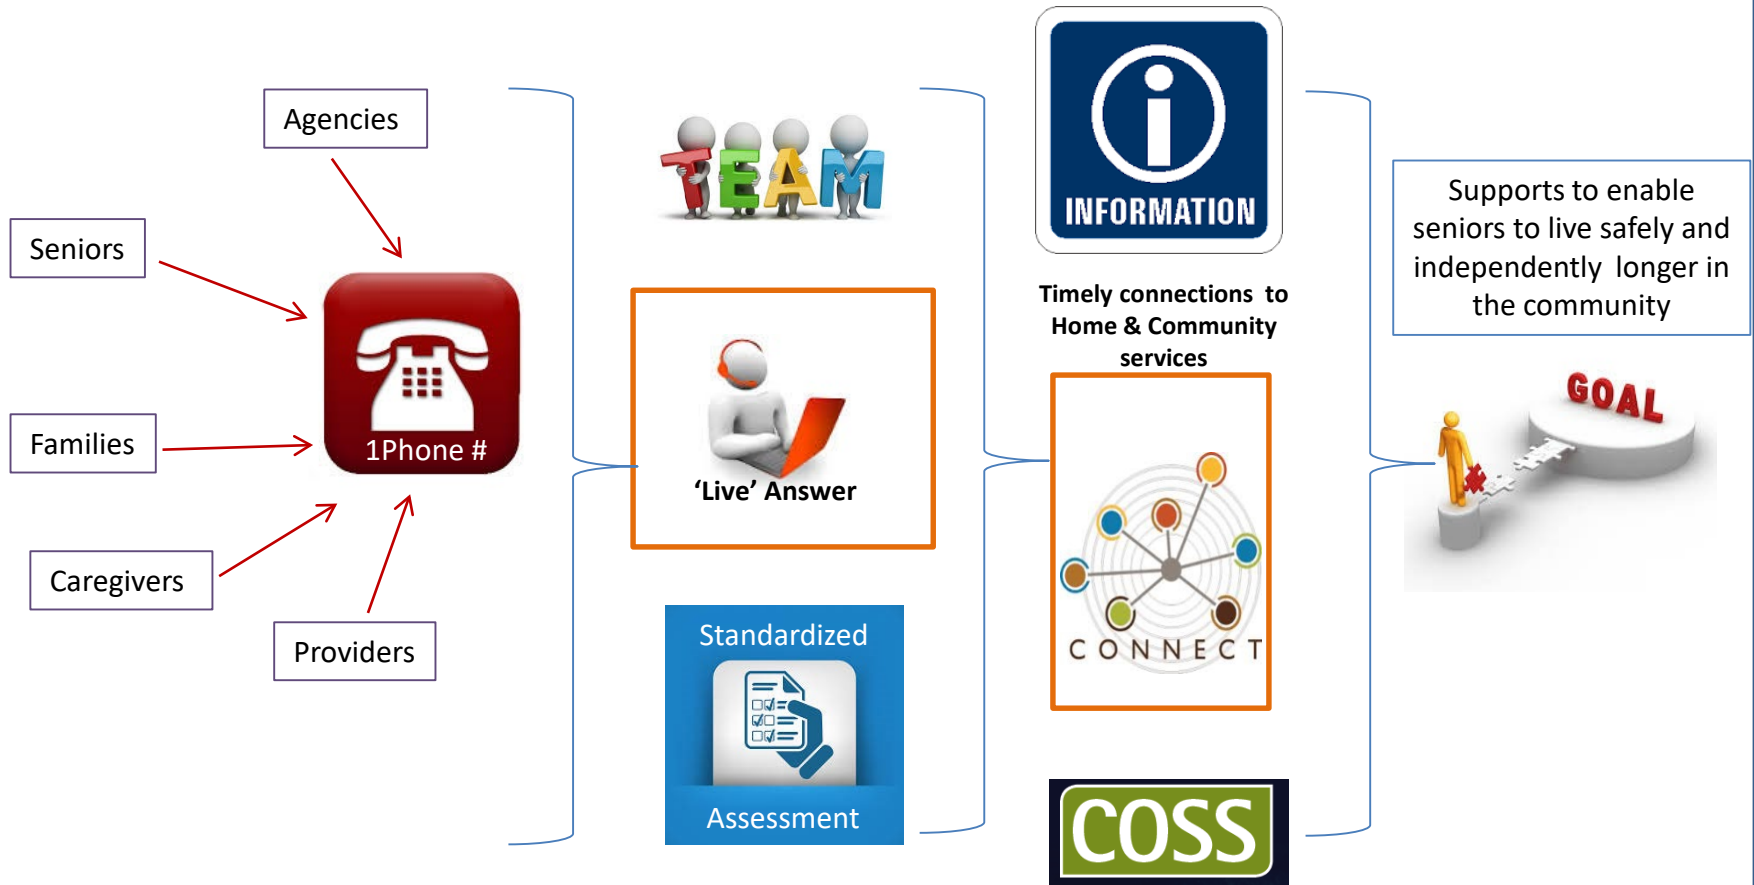 Agencies
Seniors
Families
Caregivers
Providers
1Phone #
TEAM
‘Live’ Answer
Standardized
Assessment
INFORMATION
Timely connections to
Home & Community
services
CONNECT
COSS
Supports to enable
seniors to live safely and
independently longer in
the community
GOAL